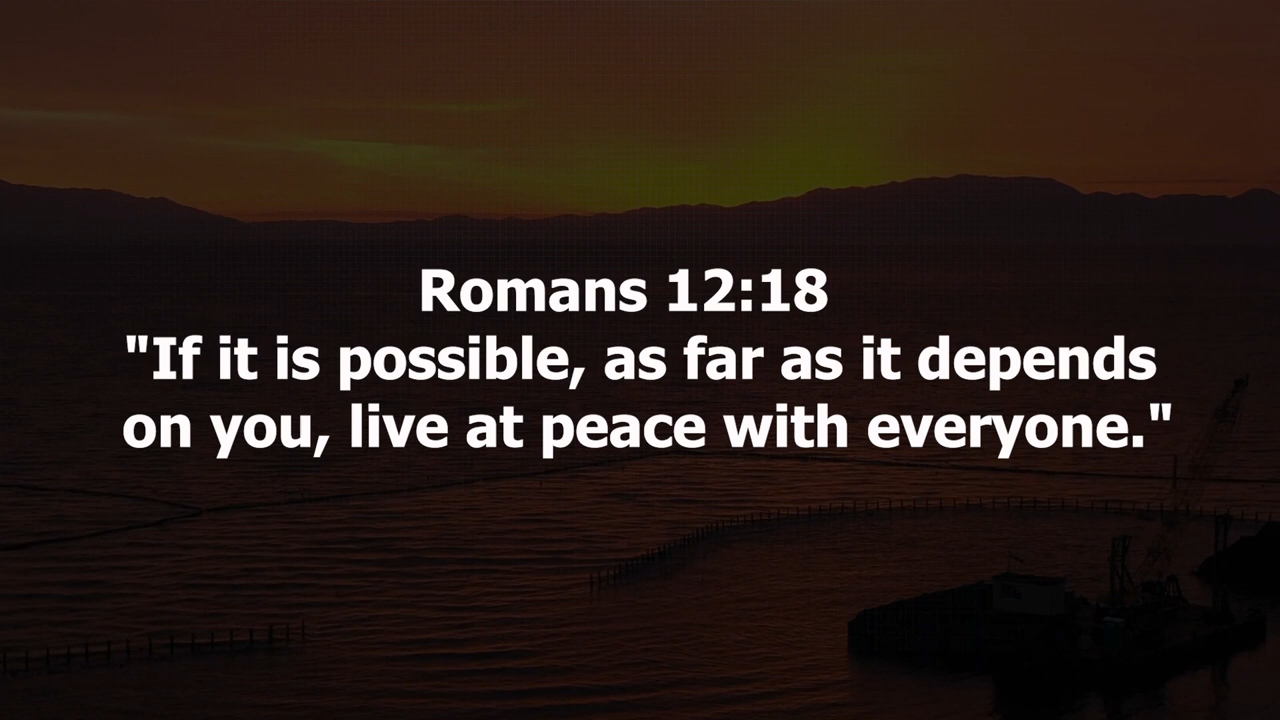 Romans 12:18
"If it is possible, as far as it depends
on you, live at peace with everyone."